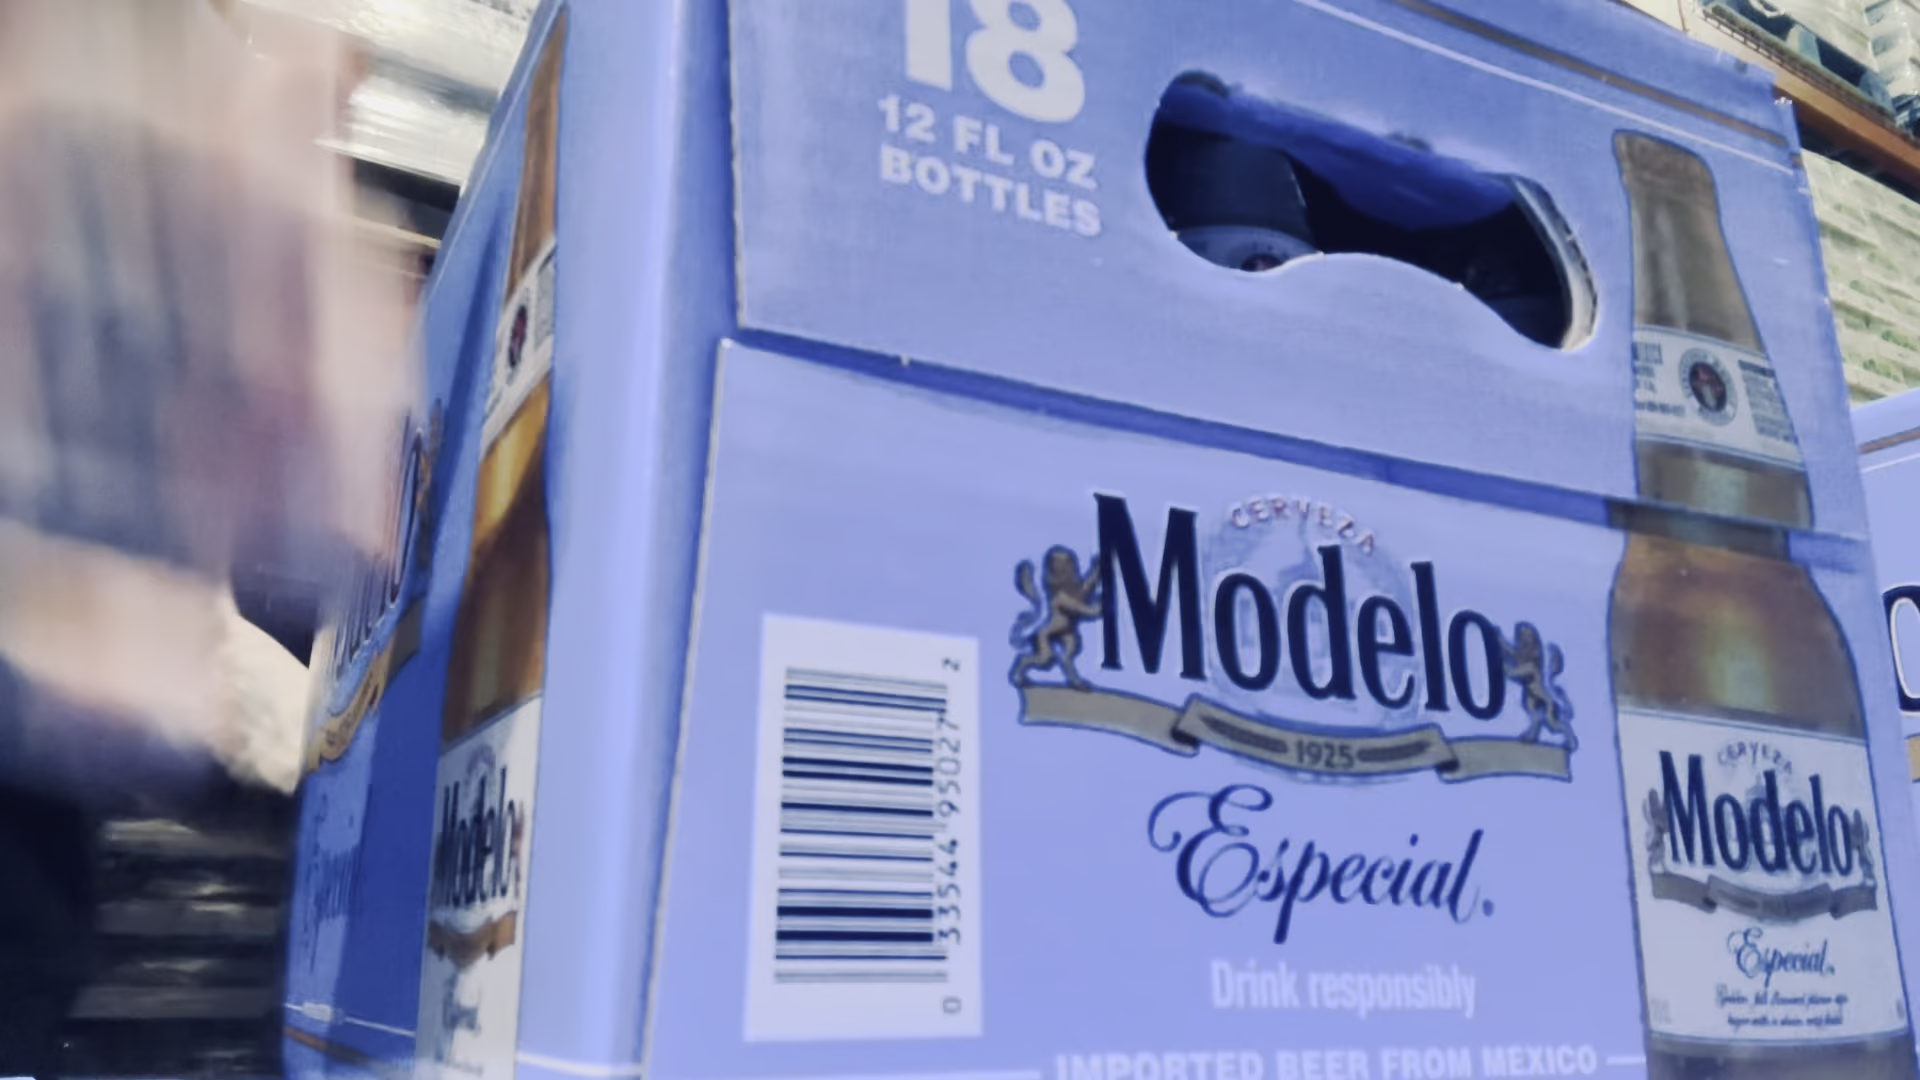 18
12 FL OZ
BOTTLES
CERVEZA
Modelo
1925
Especial.
Drink responsibly
IMPORTED BEER FROM MEXICO
2
0 33544 95027
CERVEZA
Modelo
Especial.
Modelo